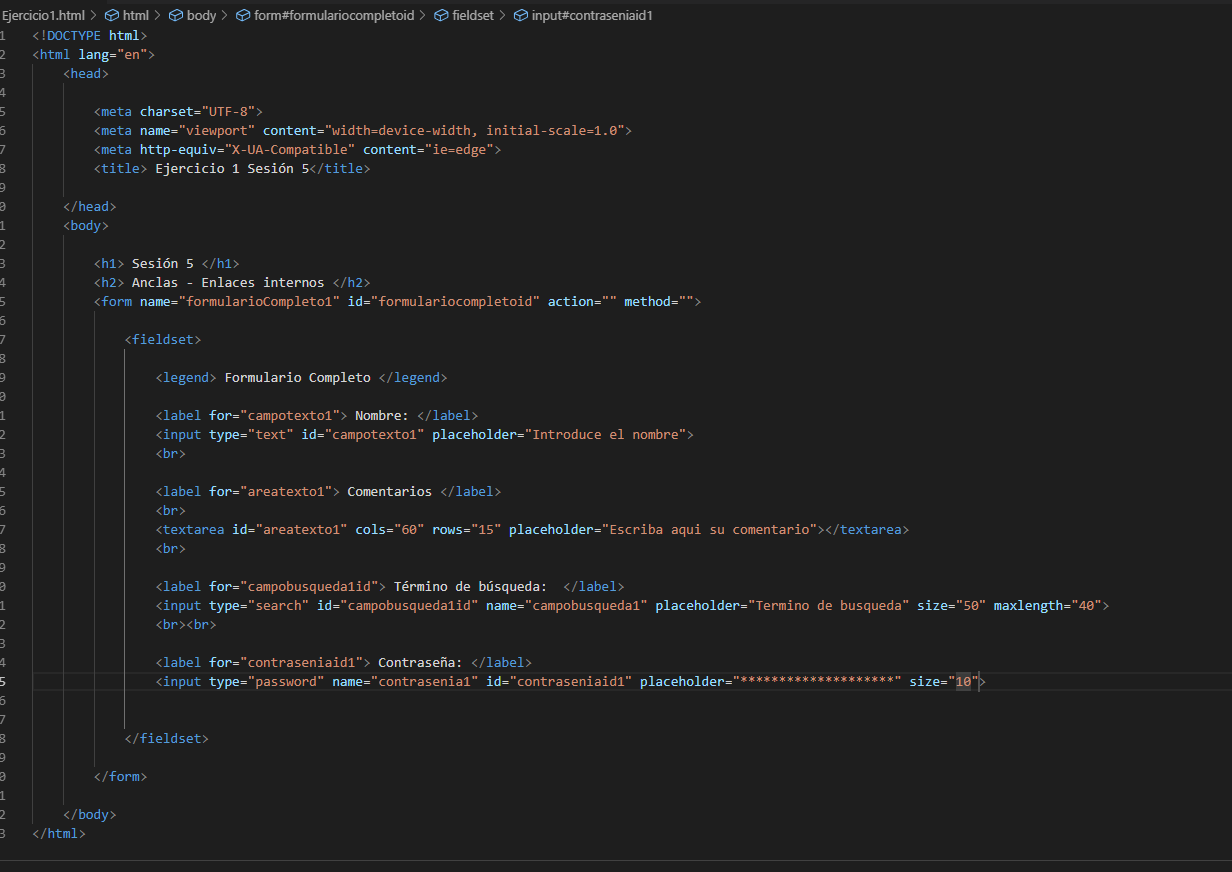 Ejercicio1.html > html > body > form#formulariocompletoid > fieldset > input#contraseniaid1
1 <!DOCTYPE html>
2 <html lang="en">
3 <head>
4
5 <meta charset="UTF-8">
6 <meta name="viewport" content="width=device-width, initial-scale=1.0">
7 <meta http-equiv="X-UA-Compatible" content="ie=edge">
8 <title> Ejercicio 1 Sesión 5</title>
9
0 </head>
1 <body>
2
3 <h1> Sesión 5 </h1>
4 <h2> Anclas - Enlaces internos </h2>
5 <form name="formularioCompleto1" id="formulariocompletoid" action="" method="">
6
7 <fieldset>
8
9 <legend> Formulario Completo </legend>
0
1 <label for="campotexto1"> Nombre: </label>
2 <input type="text" id="campotexto1" placeholder="Introduce el nombre">
3 <br>
4
5 <label for="areatexto1"> Comentarios </label>
6 <br>
7 <textarea id="areatexto1" cols="60" rows="15" placeholder="Escriba aqui su comentario"></textarea>
8 <br>
9
0 <label for="campobusqueda1id"> Término de búsqueda:  </label>
1 <input type="search" id="campobusqueda1id" name="campobusqueda1" placeholder="Termino de busqueda" size="50" maxlength="40">
2 <br><br>
3
4 <label for="contraseniaid1"> Contraseña: </label>
5 <input type="password" name="contrasenia1" id="contraseniaid1" placeholder="********************" size="10">
6
7
8 </fieldset>
9
0 </form>
1
2 </body>
3 </html>